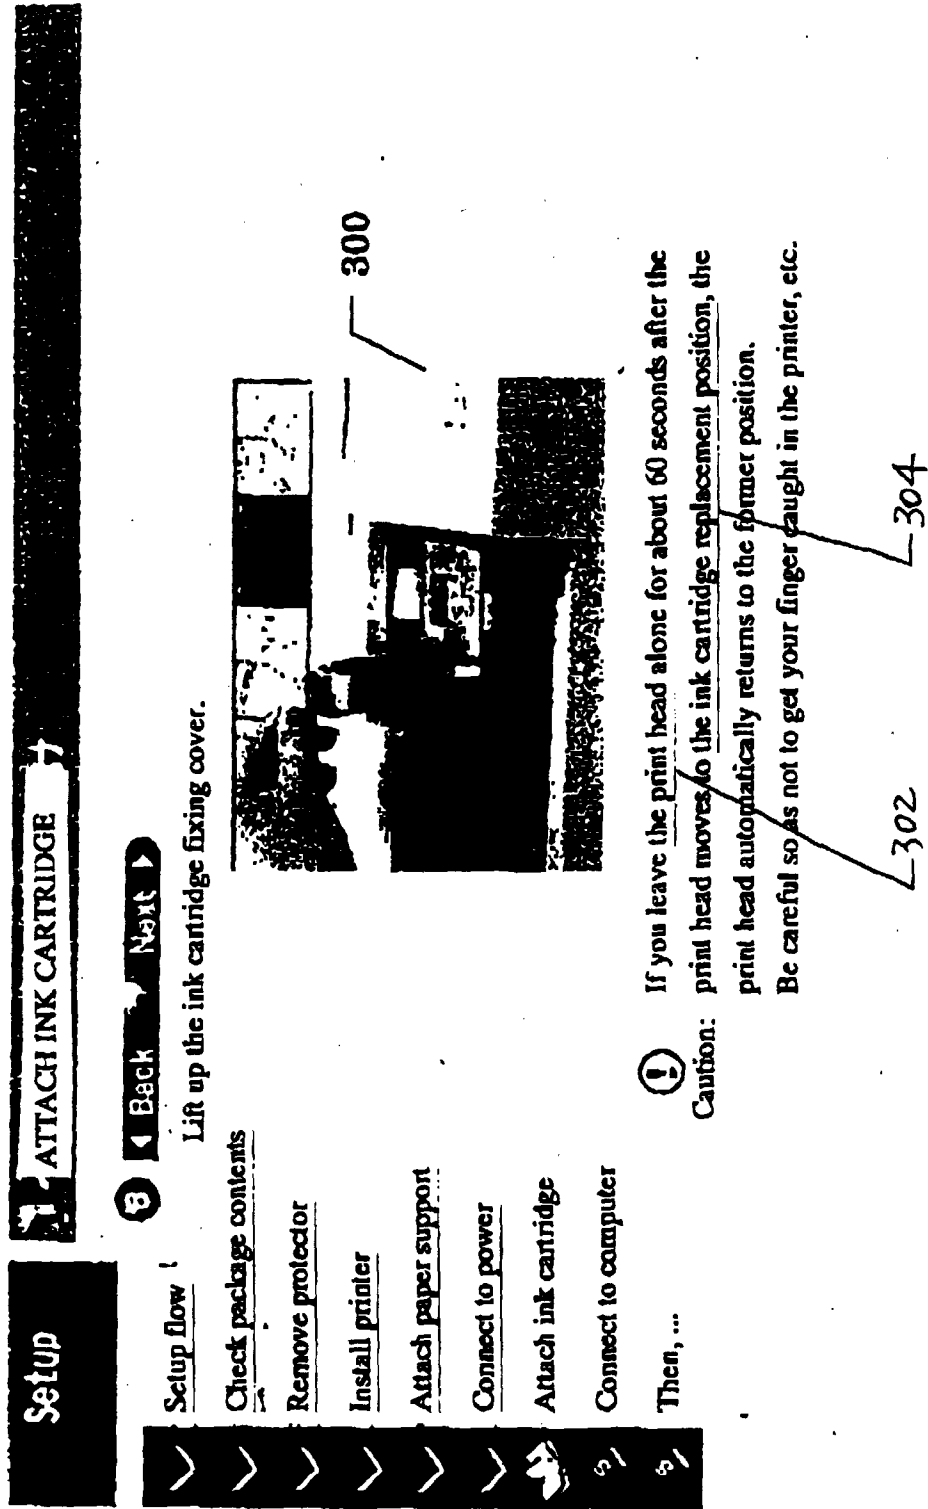 Setup
ATTACH INK CARTRIDGE
Back Next
Lift up the ink cartridge fixing cover.
Setup flow
Check package contents
Remove protector
Install printer
Attach paper support
Connect to power
Attach ink cartridge
Connect to computer
Then, ...
300
Caution:
If you leave the print head alone for about 60 seconds after the
print head moves to the ink cartridge replacement position, the
print head automatically returns to the former position.
Be careful so as not to get your finger caught in the printer, etc.
302
304